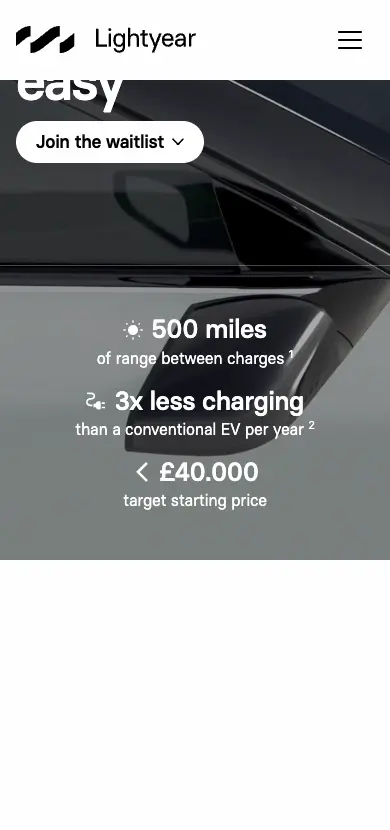 Lightyear
easy
Join the waitlist
500 miles
of range between charges 1
3x less charging
than a conventional EV per year 2
< £40.000
target starting price